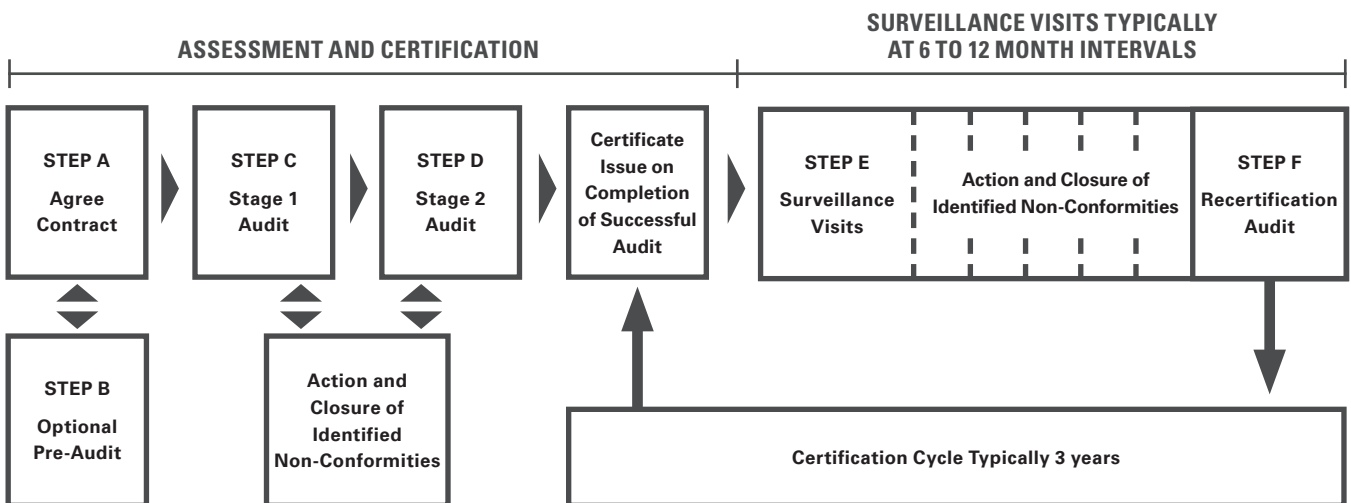 ASSESSMENT AND CERTIFICATION
SURVEILLANCE VISITS TYPICALLY
AT 6 TO 12 MONTH INTERVALS
STEP A
Agree
Contract
STEP C
Stage 1
Audit
STEP D
Stage 2
Audit
Certificate
Issue on
Completion
of Successful
Audit
STEP E
Surveillance
Visits
Action and Closure of
Identified Non-Conformities
STEP F
Recertification
Audit
STEP B
Optional
Pre-Audit
Action and
Closure of
Identified
Non-Conformities
Certification Cycle Typically 3 years